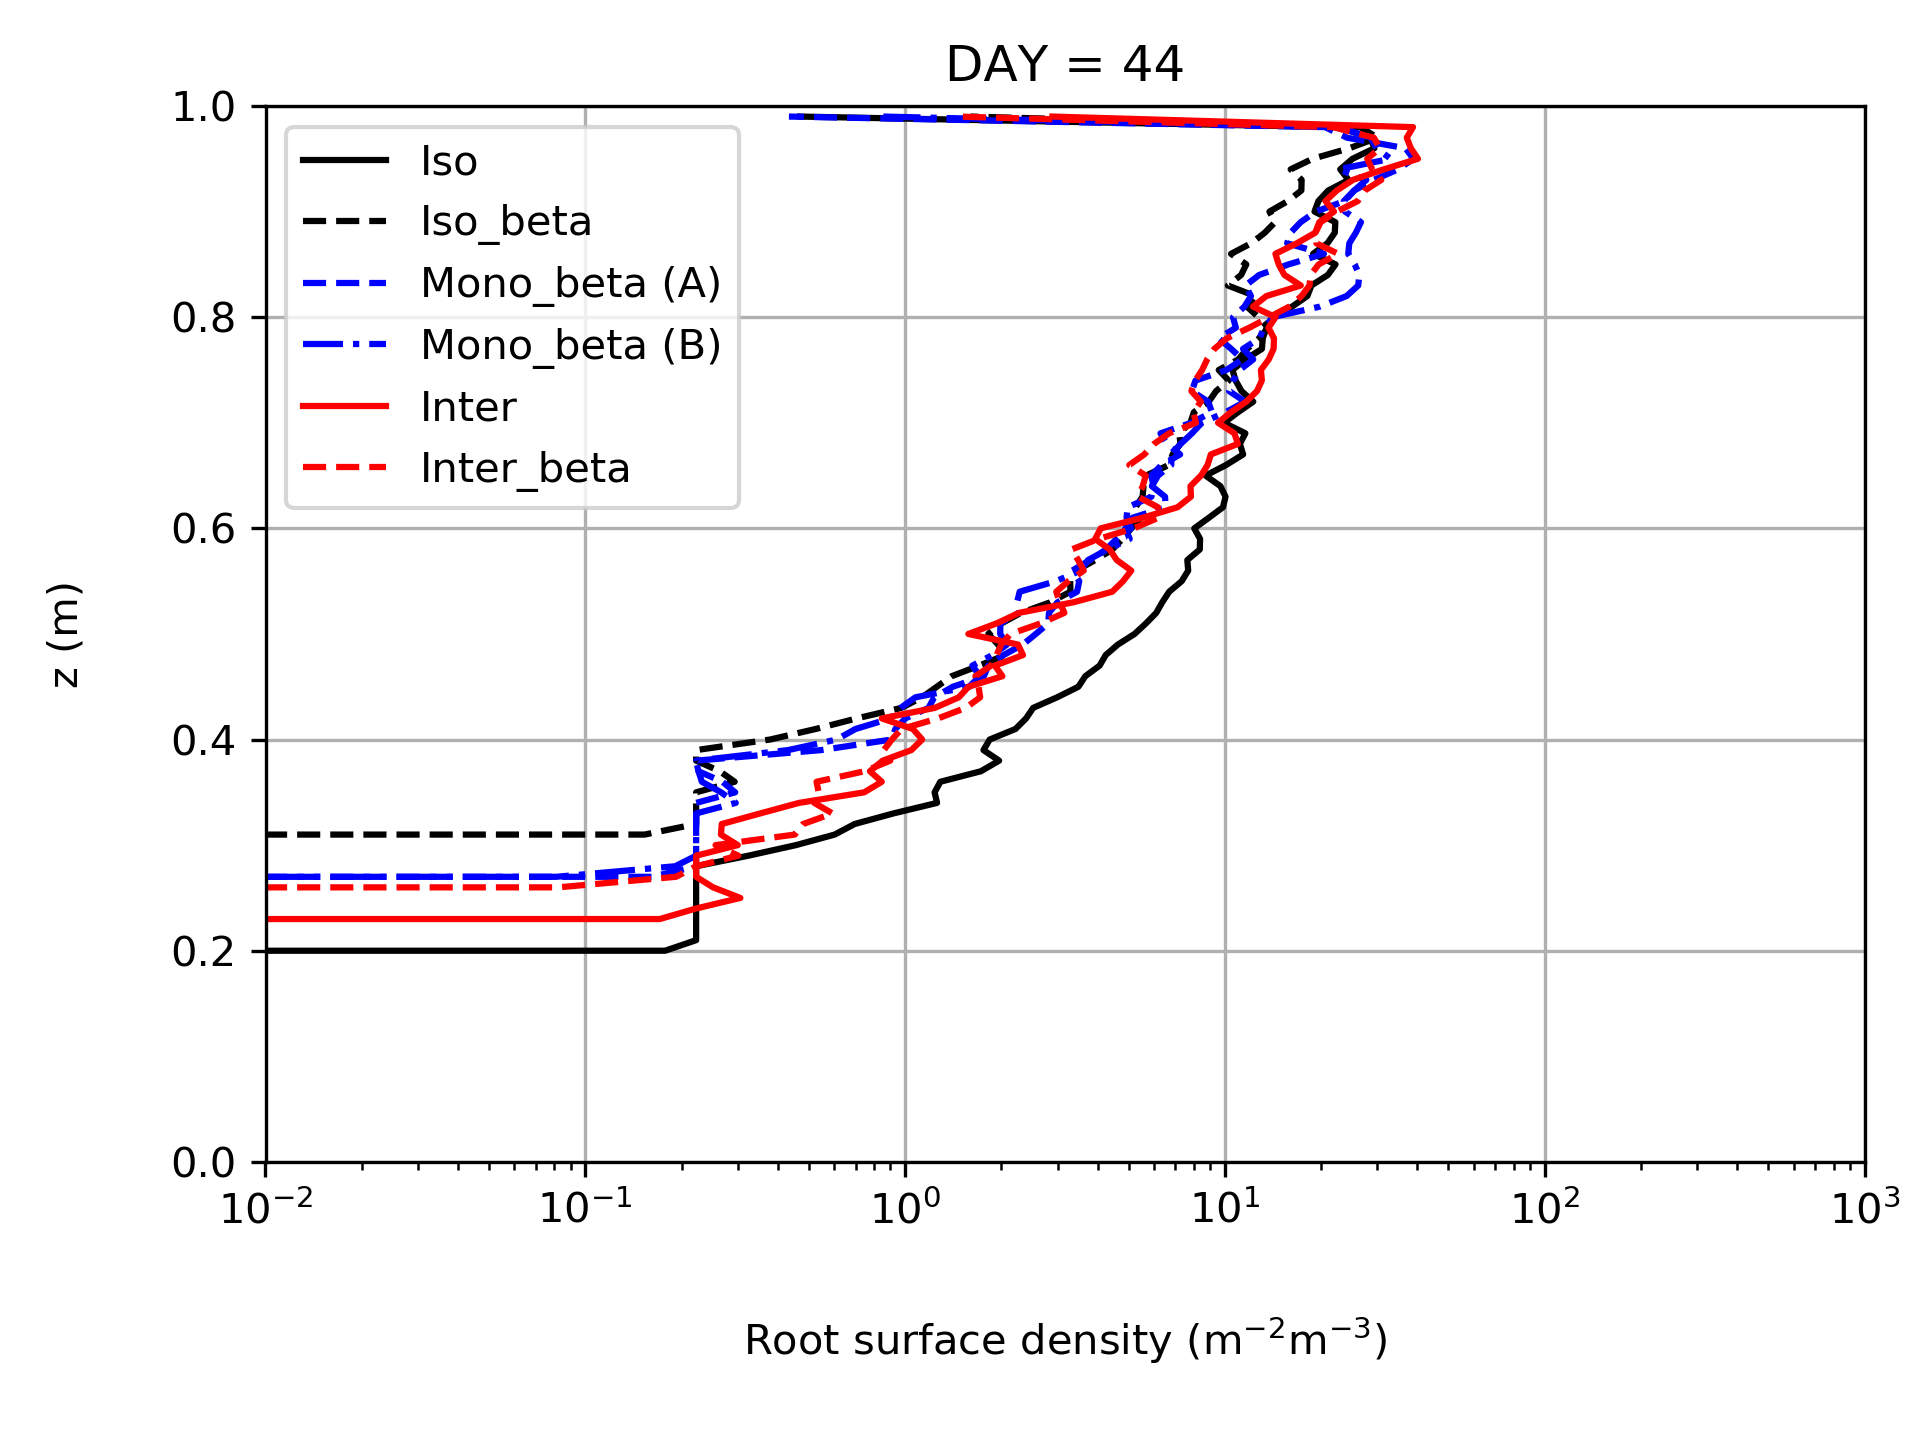 DAY = 44
1.0
0.8
0.6
0.4
0.2
0.0
z (m)
Iso
Iso_beta
Mono_beta (A)
Mono_beta (B)
Inter
Inter_beta
10⁻² 10⁻¹ 10⁰ 10¹ 10² 10³
Root surface density (m⁻²m⁻³)